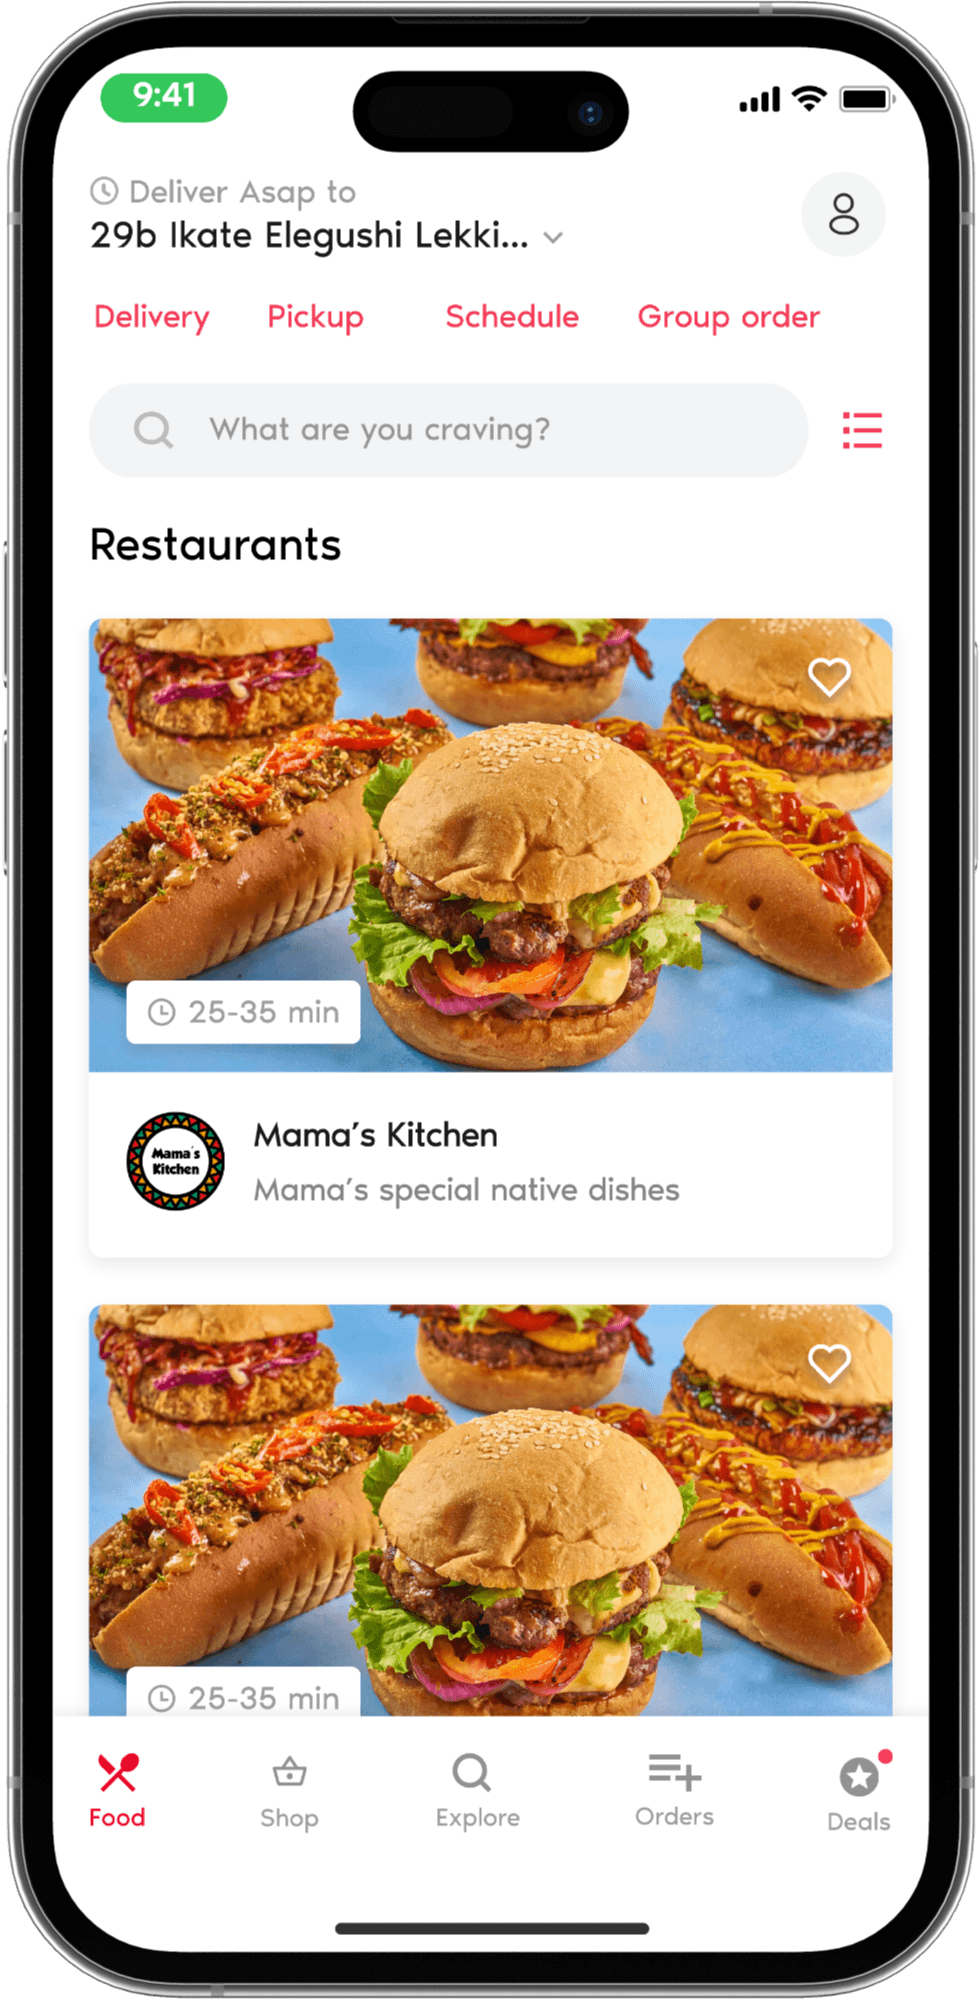 9:41
Deliver Asap to
29b Ikate Elegushi Lekki...
Delivery Pickup Schedule Group order
What are you craving?
Restaurants
25-35 min
Mama's
Kitchen
Mama's Kitchen
Mama's special native dishes
25-35 min
Food Shop Explore Orders Deals